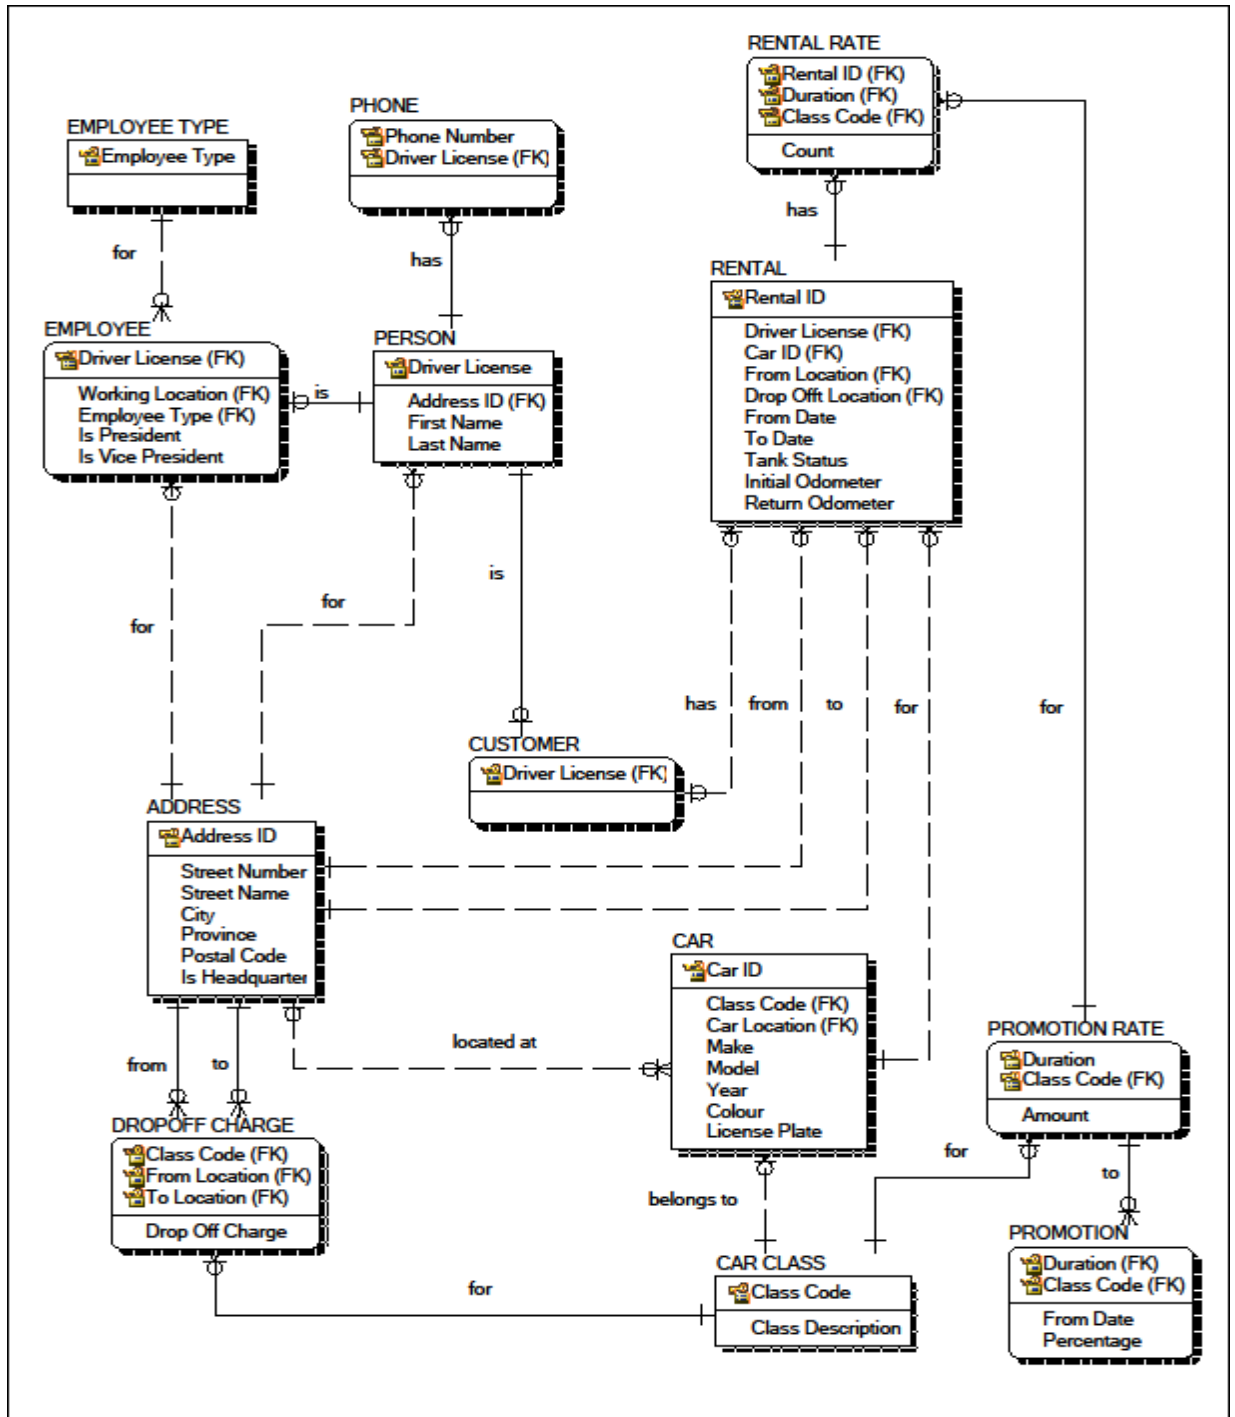 RENTAL RATE
Rental ID (FK)
Duration (FK)
Class Code (FK)
Count
PHONE
Phone Number
Driver License (FK)
EMPLOYEE TYPE
Employee Type
has
for
has
RENTAL
Rental ID
Driver License (FK)
Car ID (FK)
From Location (FK)
Drop Offt Location (FK)
From Date
To Date
Tank Status
Initial Odometer
Return Odometer
EMPLOYEE
Driver License (FK)
Working Location (FK)
Employee Type (FK)
Is President
Is Vice President
is
PERSON
Driver License
Address ID (FK)
First Name
Last Name
is
for
for
has
from
to
for
for
CUSTOMER
Driver License (FK)
ADDRESS
Address ID
Street Number
Street Name
City
Province
Postal Code
Is Headquarter
CAR
Car ID
Class Code (FK)
Car Location (FK)
Make
Model
Year
Colour
License Plate
located at
PROMOTION RATE
Duration
Class Code (FK)
Amount
from
to
DROPOFF CHARGE
Class Code (FK)
From Location (FK)
To Location (FK)
Drop Off Charge
for
to
belongs to
PROMOTION
Duration (FK)
Class Code (FK)
From Date
Percentage
CAR CLASS
Class Code
Class Description
for